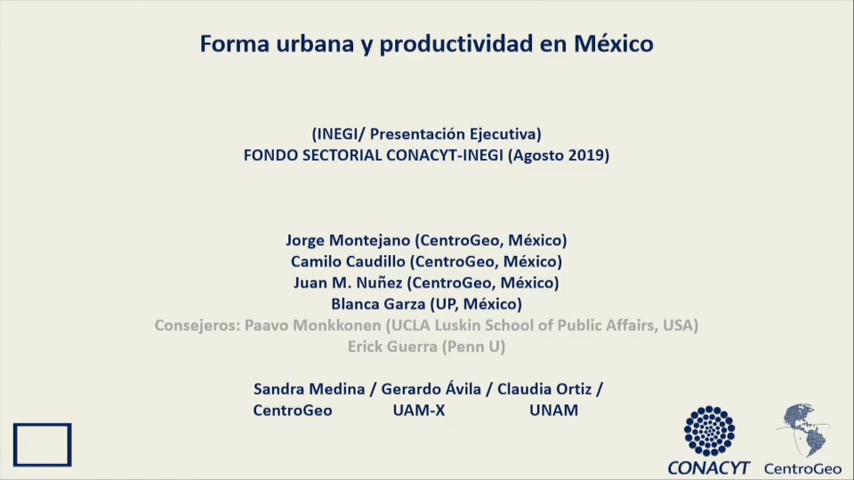 Forma urbana y productividad en México
(INEGI/ Presentación Ejecutiva)
FONDO SECTORIAL CONACYT-INEGI (Agosto 2019)
Jorge Montejano (CentroGeo, México)
Camilo Caudillo (CentroGeo, México)
Juan M. Nuñez (CentroGeo, México)
Blanca Garza (UP, México)
Consejeros: Paavo Monkkonen (UCLA Luskin School of Public Affairs, USA)
Erick Guerra (Penn U)
Sandra Medina / Gerardo Ávila / Claudia Ortiz /
CentroGeo UAM-X UNAM
CONACYT CentroGeo